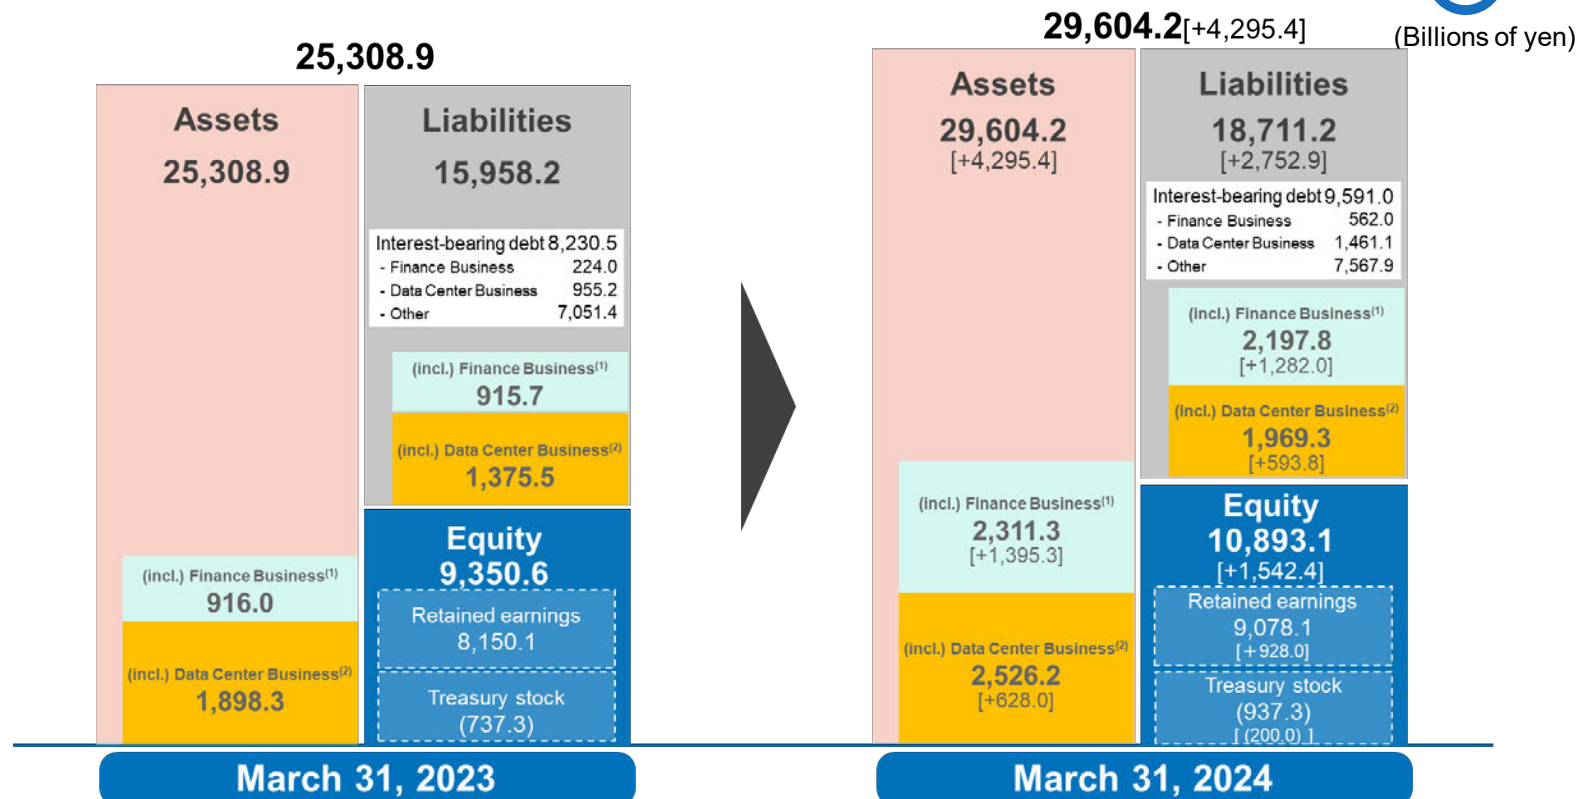 (Billions of yen)
25,308.9
Assets
25,308.9
(incl.) Finance Business(1)
916.0
(incl.) Data Center Business(2)
1,898.3
Liabilities
15,958.2
Interest-bearing debt 8,230.5
- Finance Business 224.0
- Data Center Business 955.2
- Other 7,051.4
(incl.) Finance Business(1)
915.7
(incl.) Data Center Business(2)
1,375.5
Equity
9,350.6
Retained earnings
8,150.1
Treasury stock
(737.3)
March 31, 2023
29,604.2[+4,295.4]
Assets
29,604.2
[+4,295.4]
(incl.) Finance Business(1)
2,311.3
[+1,395.3]
(incl.) Data Center Business(2)
2,526.2
[+628.0]
Liabilities
18,711.2
[+2,752.9]
Interest-bearing debt 9,591.0
- Finance Business 562.0
- Data Center Business 1,461.1
- Other 7,567.9
(incl.) Finance Business(1)
2,197.8
[+1,282.0]
(incl.) Data Center Business(2)
1,969.3
[+593.8]
Equity
10,893.1
[+1,542.4]
Retained earnings
9,078.1
[+928.0]
Treasury stock
(937.3)
[ (200.0) ]
March 31, 2024